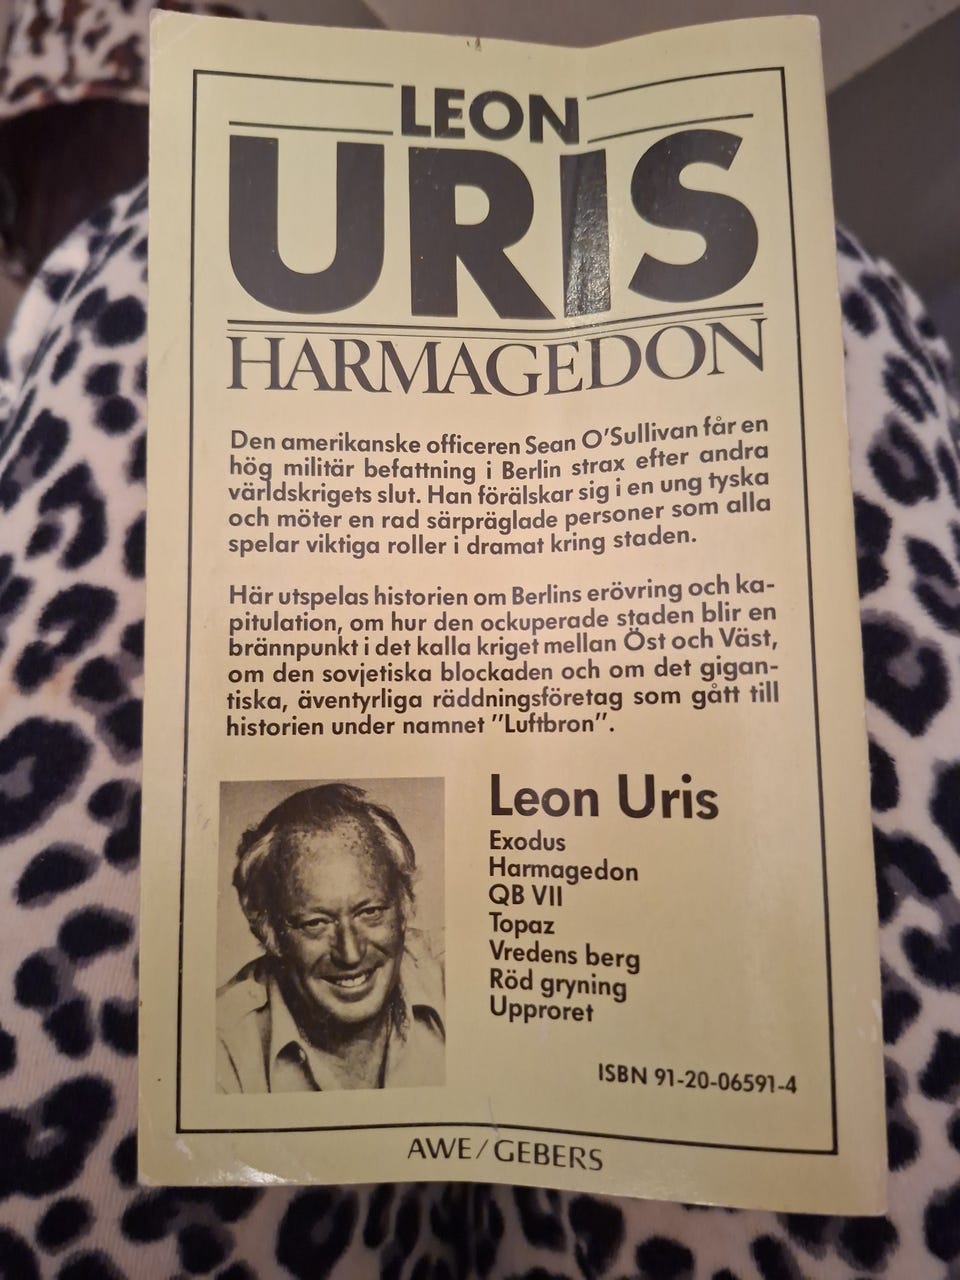 LEON
URIS
HARMAGEDON
Den amerikanske officeren Sean O'Sullivan får en
hög militär befattning i Berlin strax efter andra
världskrigets slut. Han förälskar sig i en ung tyska
och möter en rad särpräglade personer som alla
spelar viktiga roller i dramat kring staden.
Här utspelas historien om Berlins erövring och ka-
pitulation, om hur den ockuperade staden blir en
brännpunkt i det kalla kriget mellan Öst och Väst,
om den sovjetiska blockaden och om det gigan-
tiska, äventyrliga räddningsföretag som gått till
historien under namnet ”Luftbron”.
Leon Uris
Exodus
Harmagedon
QB VII
Topaz
Vredens berg
Röd gryning
Upproret
ISBN 91-20-06591-4
AWE/GEBERS